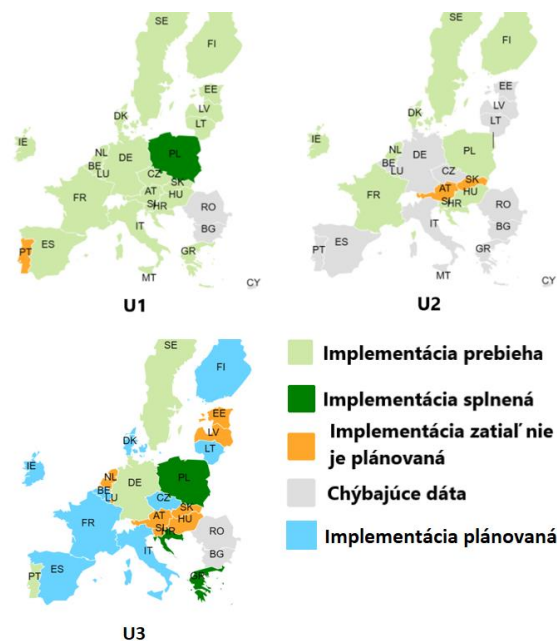 SE
FI
EE
LV
DK
LT
IE
NL
PL
BE
DE
LU
CZ
SK
AT
HU
FR
SI
HR
RO
IT
BG
PT
ES
GR
MT
CY
U1
SE
FI
EE
LV
DK
LT
IE
NL
PL
BE
DE
LU
CZ
SK
AT
HU
FR
SI
HR
RO
IT
BG
PT
ES
GR
MT
CY
U2
SE
FI
EE
LV
DK
LT
IE
NL
PL
BE
DE
LU
CZ
SK
AT
HU
FR
SI
HR
RO
IT
BG
PT
ES
GR
U3
Implementácia prebieha
Implementácia splnená
Implementácia zatiaľ nie
je plánovaná
Chýbajúce dáta
Implementácia plánovaná